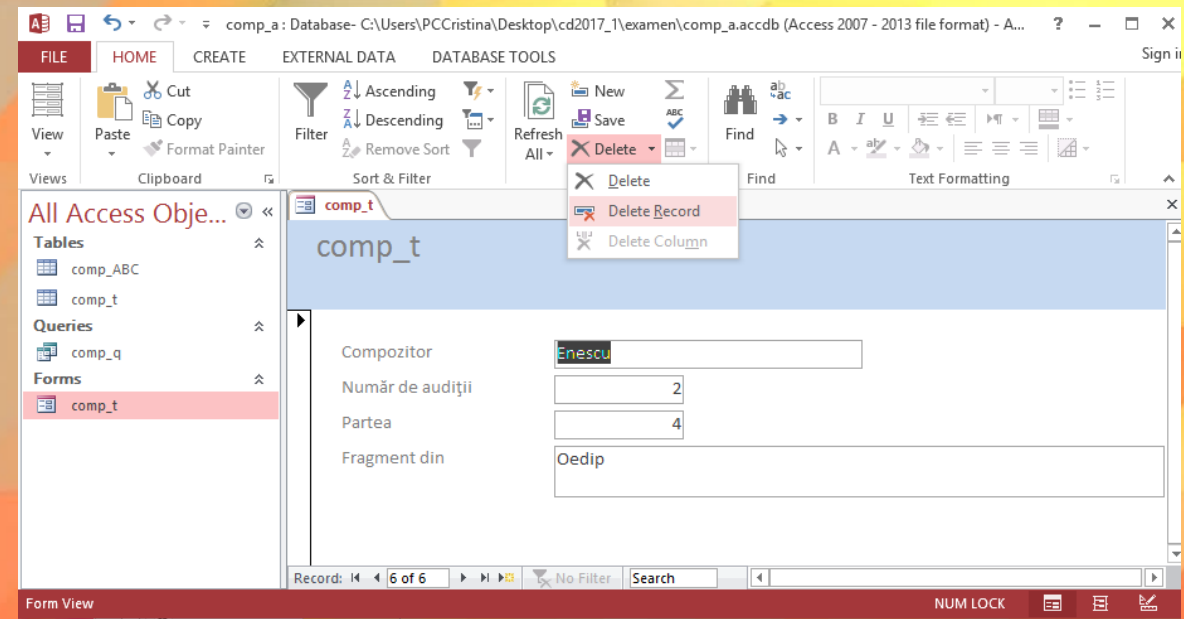 comp_a : Database- C:\Users\PCCristina\Desktop\cd2017_1\examen\comp_a.accdb (Access 2007 - 2013 file format) - A... ?
FILE HOME CREATE EXTERNAL DATA DATABASE TOOLS Sign i
View
Paste
Cut
Copy
Format Painter
Filter
Ascending
Descending
Remove Sort
Refresh
All
New
Save
Delete
Find
ab
ac
ABC
B I U
A
Views Clipboard Sort & Filter Find Text Formatting
Delete
Delete Record
Delete Column
All Access Obje... «
Tables
comp_ABC
comp_t
Queries
comp_q
Forms
comp_t
comp_t
comp_t
Compozitor Enescu
Număr de audiţii 2
Partea 4
Fragment din Oedip
Record: 6 of 6 No Filter Search
Form View NUM LOCK